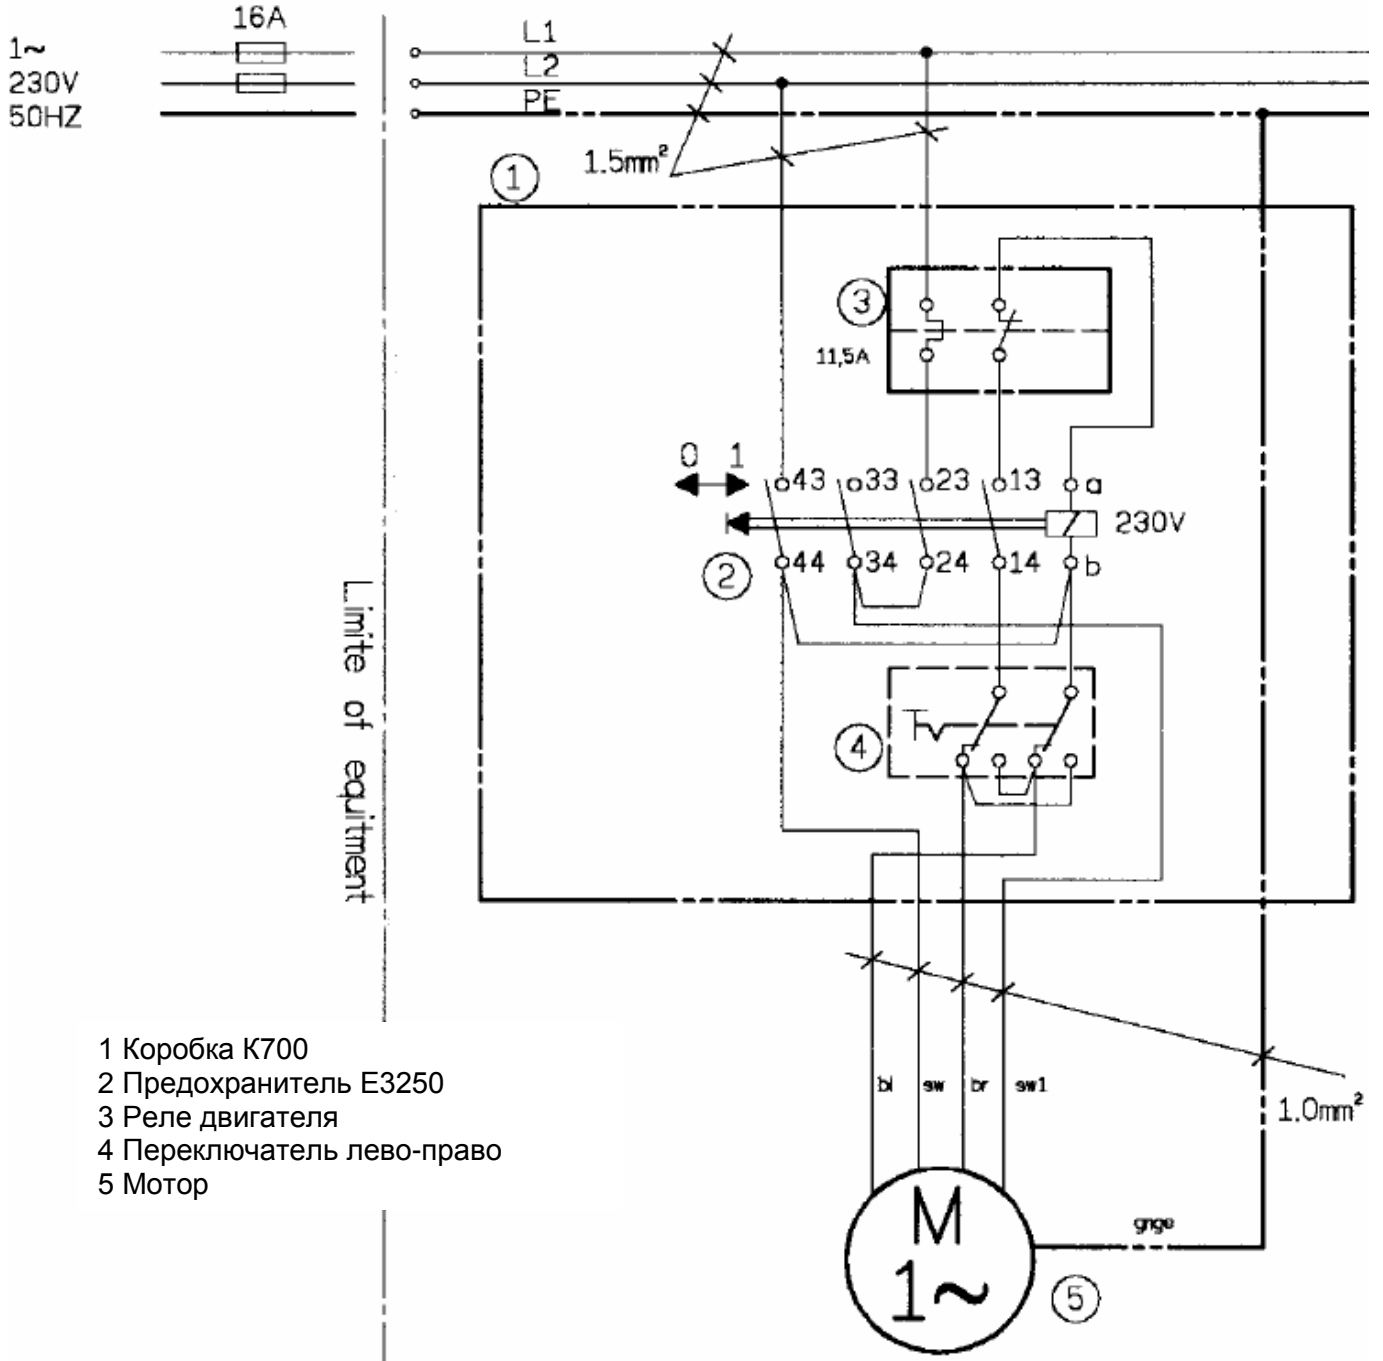 16A
1~
230V
50HZ
L1
L2
PE
1.5mm²
1
3
11,5A
0 1
43 33 23 13 a
230V
2
44 34 24 14 b
Limite of equitment
4
1 Коробка К700
2 Предохранитель Е3250
3 Реле двигателя
4 Переключатель лево-право
5 Мотор
bl sw br sw1
1.0mm²
M
1~
gnge
5